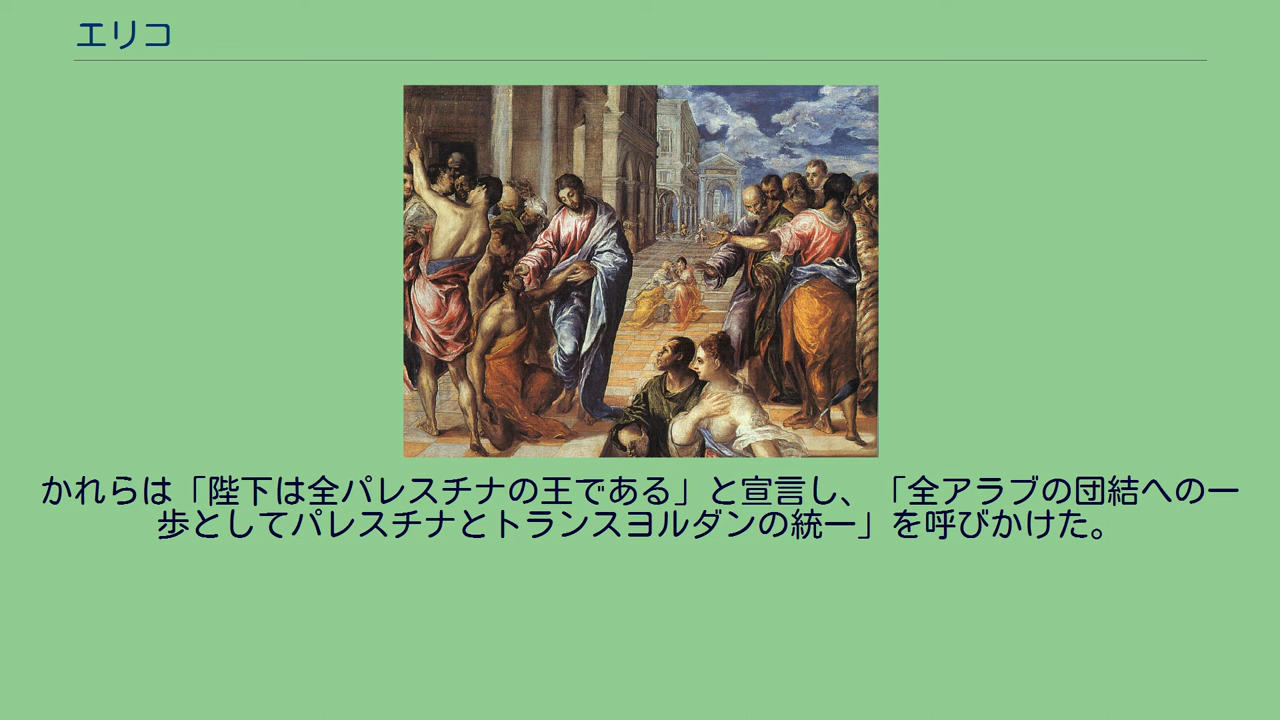 エリコ
かれらは「陛下は全パレスチナの王である」と宣言し、「全アラブの団結への一
歩としてパレスチナとトランスヨルダンの統一」を呼びかけた。